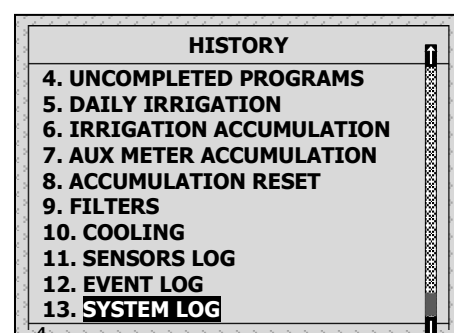 HISTORY
4. UNCOMPLETED PROGRAMS
5. DAILY IRRIGATION
6. IRRIGATION ACCUMULATION
7. AUX METER ACCUMULATION
8. ACCUMULATION RESET
9. FILTERS
10. COOLING
11. SENSORS LOG
12. EVENT LOG
13. SYSTEM LOG